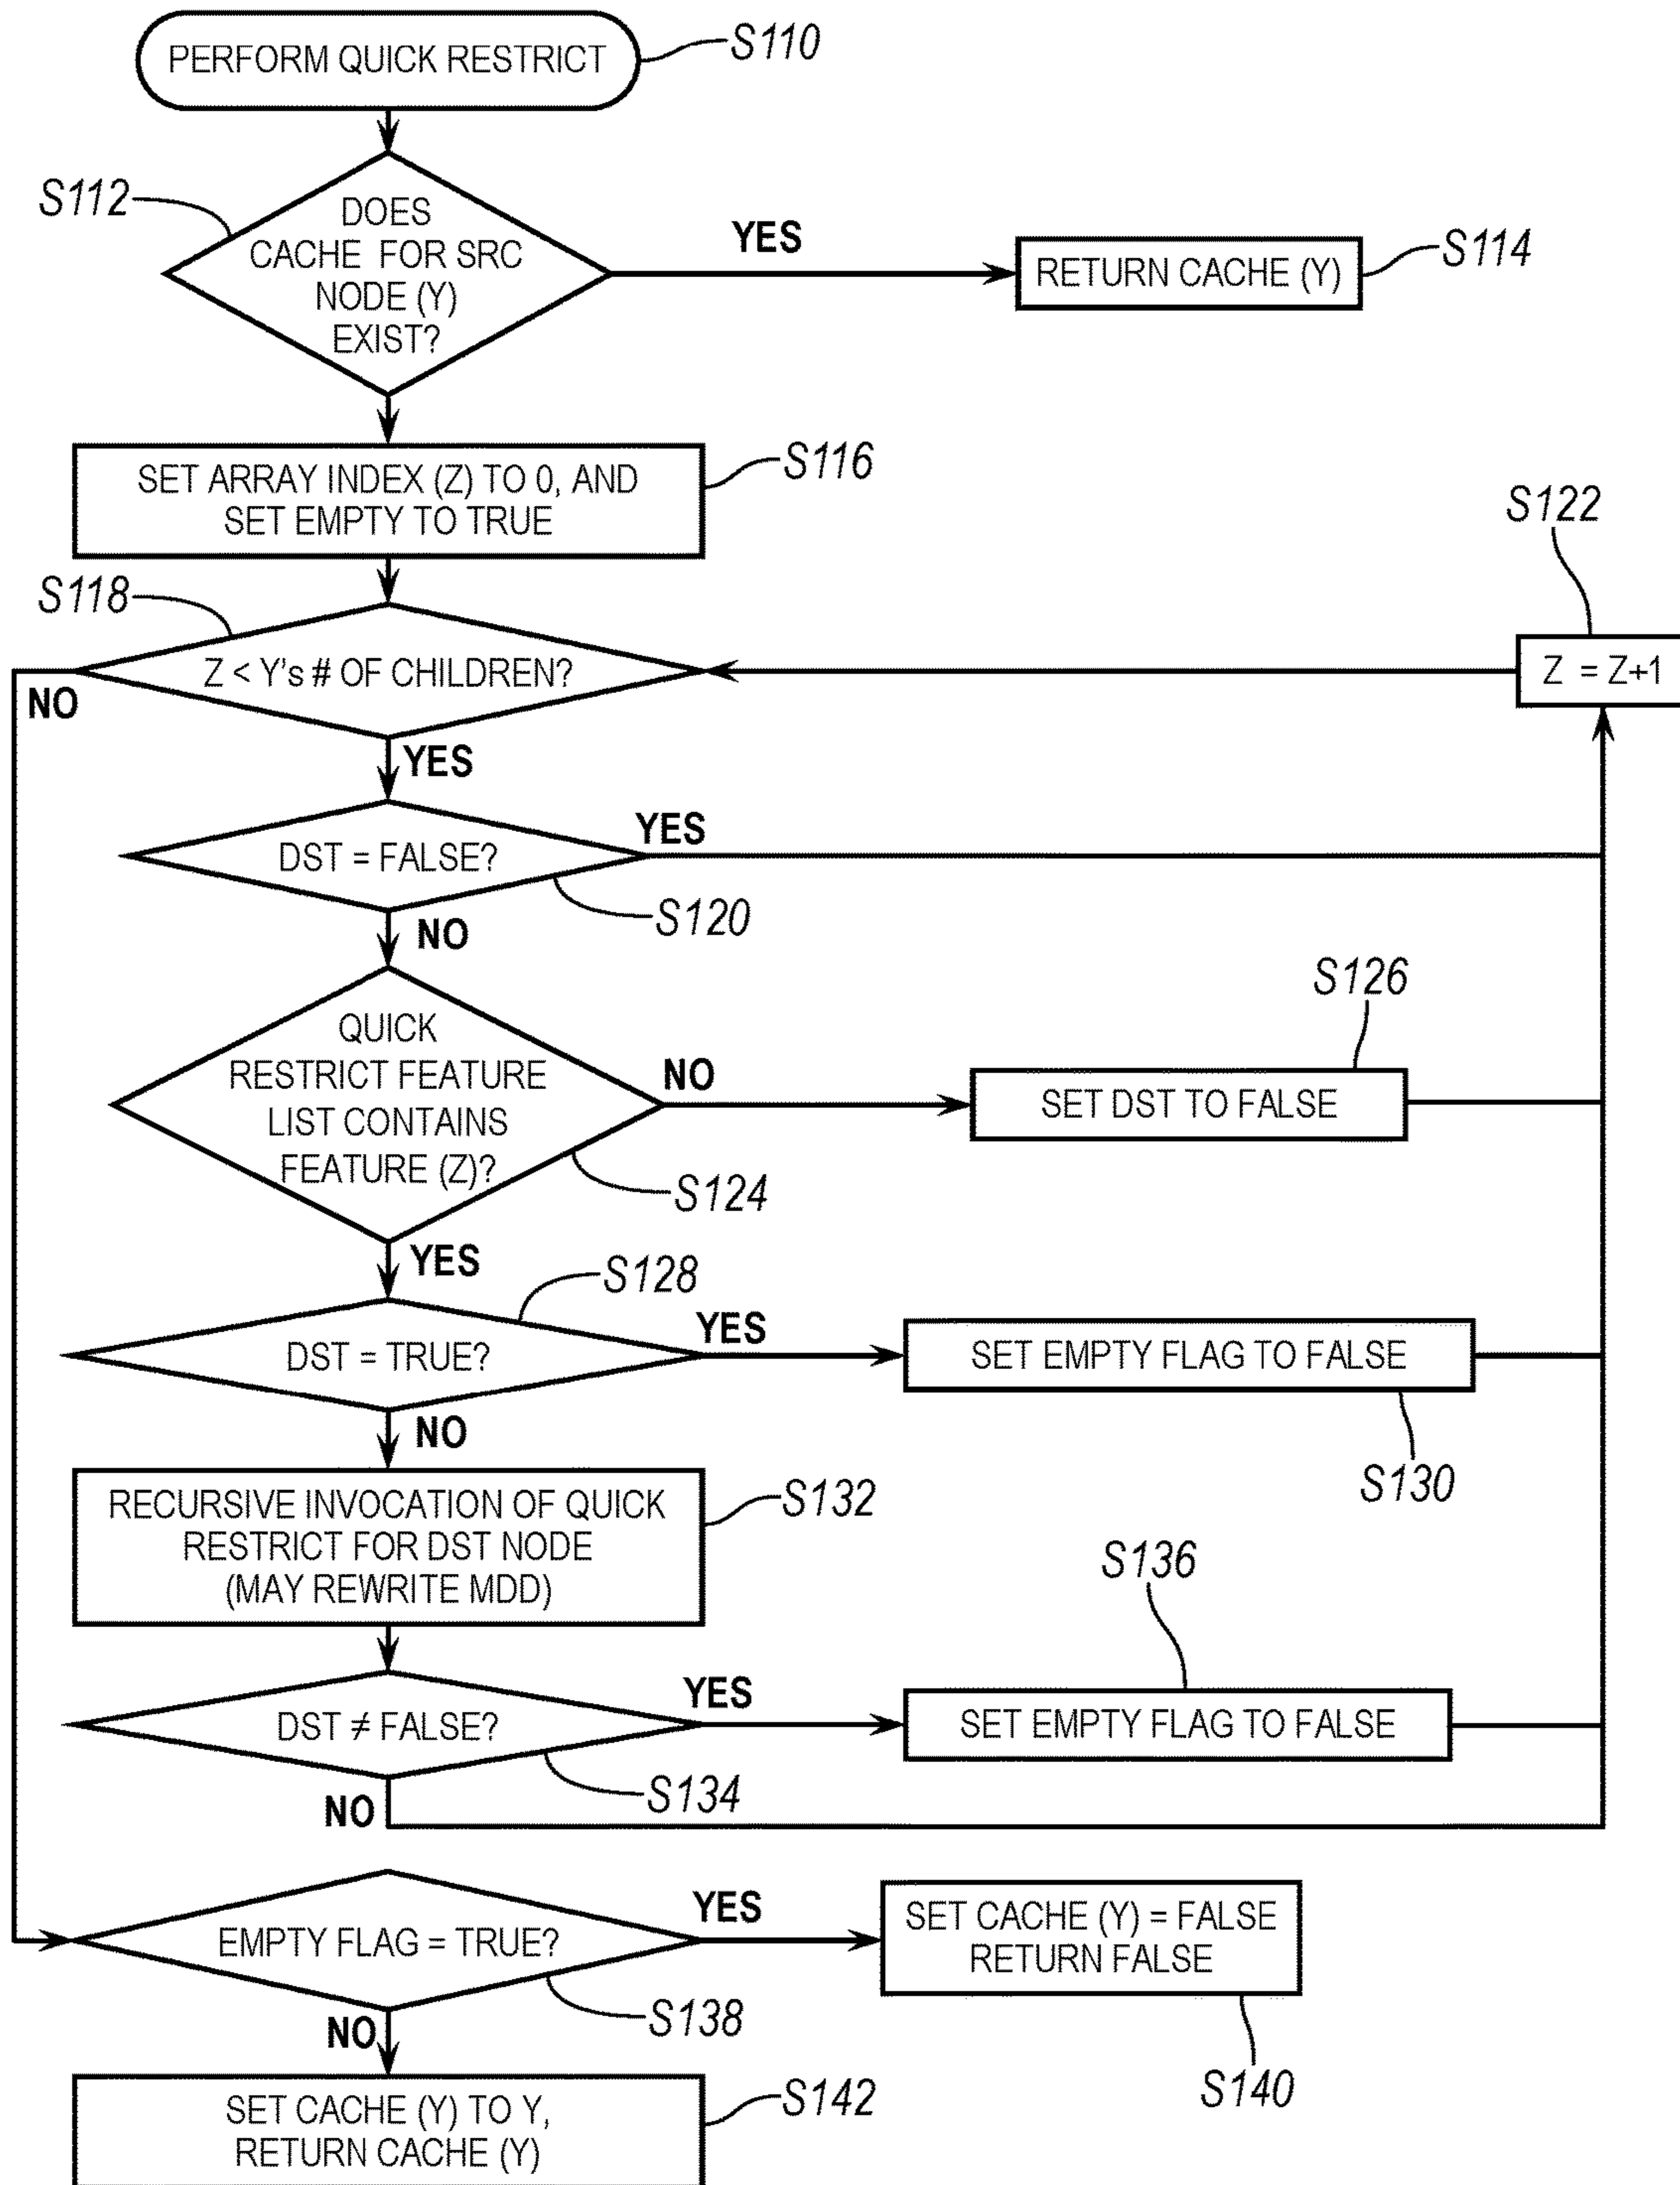 PERFORM QUICK RESTRICT
S110
S112
DOES
CACHE FOR SRC
NODE (Y)
EXIST?
YES
RETURN CACHE (Y)
S114
SET ARRAY INDEX (Z) TO 0, AND
SET EMPTY TO TRUE
S116
S122
S118
Z < Y's # OF CHILDREN?
Z = Z+1
NO
YES
DST = FALSE?
YES
S120
NO
QUICK
RESTRICT FEATURE
LIST CONTAINS
FEATURE (Z)?
NO
S126
SET DST TO FALSE
S124
YES
S128
DST = TRUE?
YES
SET EMPTY FLAG TO FALSE
S130
NO
RECURSIVE INVOCATION OF QUICK
RESTRICT FOR DST NODE
(MAY REWRITE MDD)
S132
S136
DST ≠ FALSE?
YES
SET EMPTY FLAG TO FALSE
S134
NO
EMPTY FLAG = TRUE?
YES
SET CACHE (Y) = FALSE
RETURN FALSE
S138
S140
NO
SET CACHE (Y) TO Y,
RETURN CACHE (Y)
S142